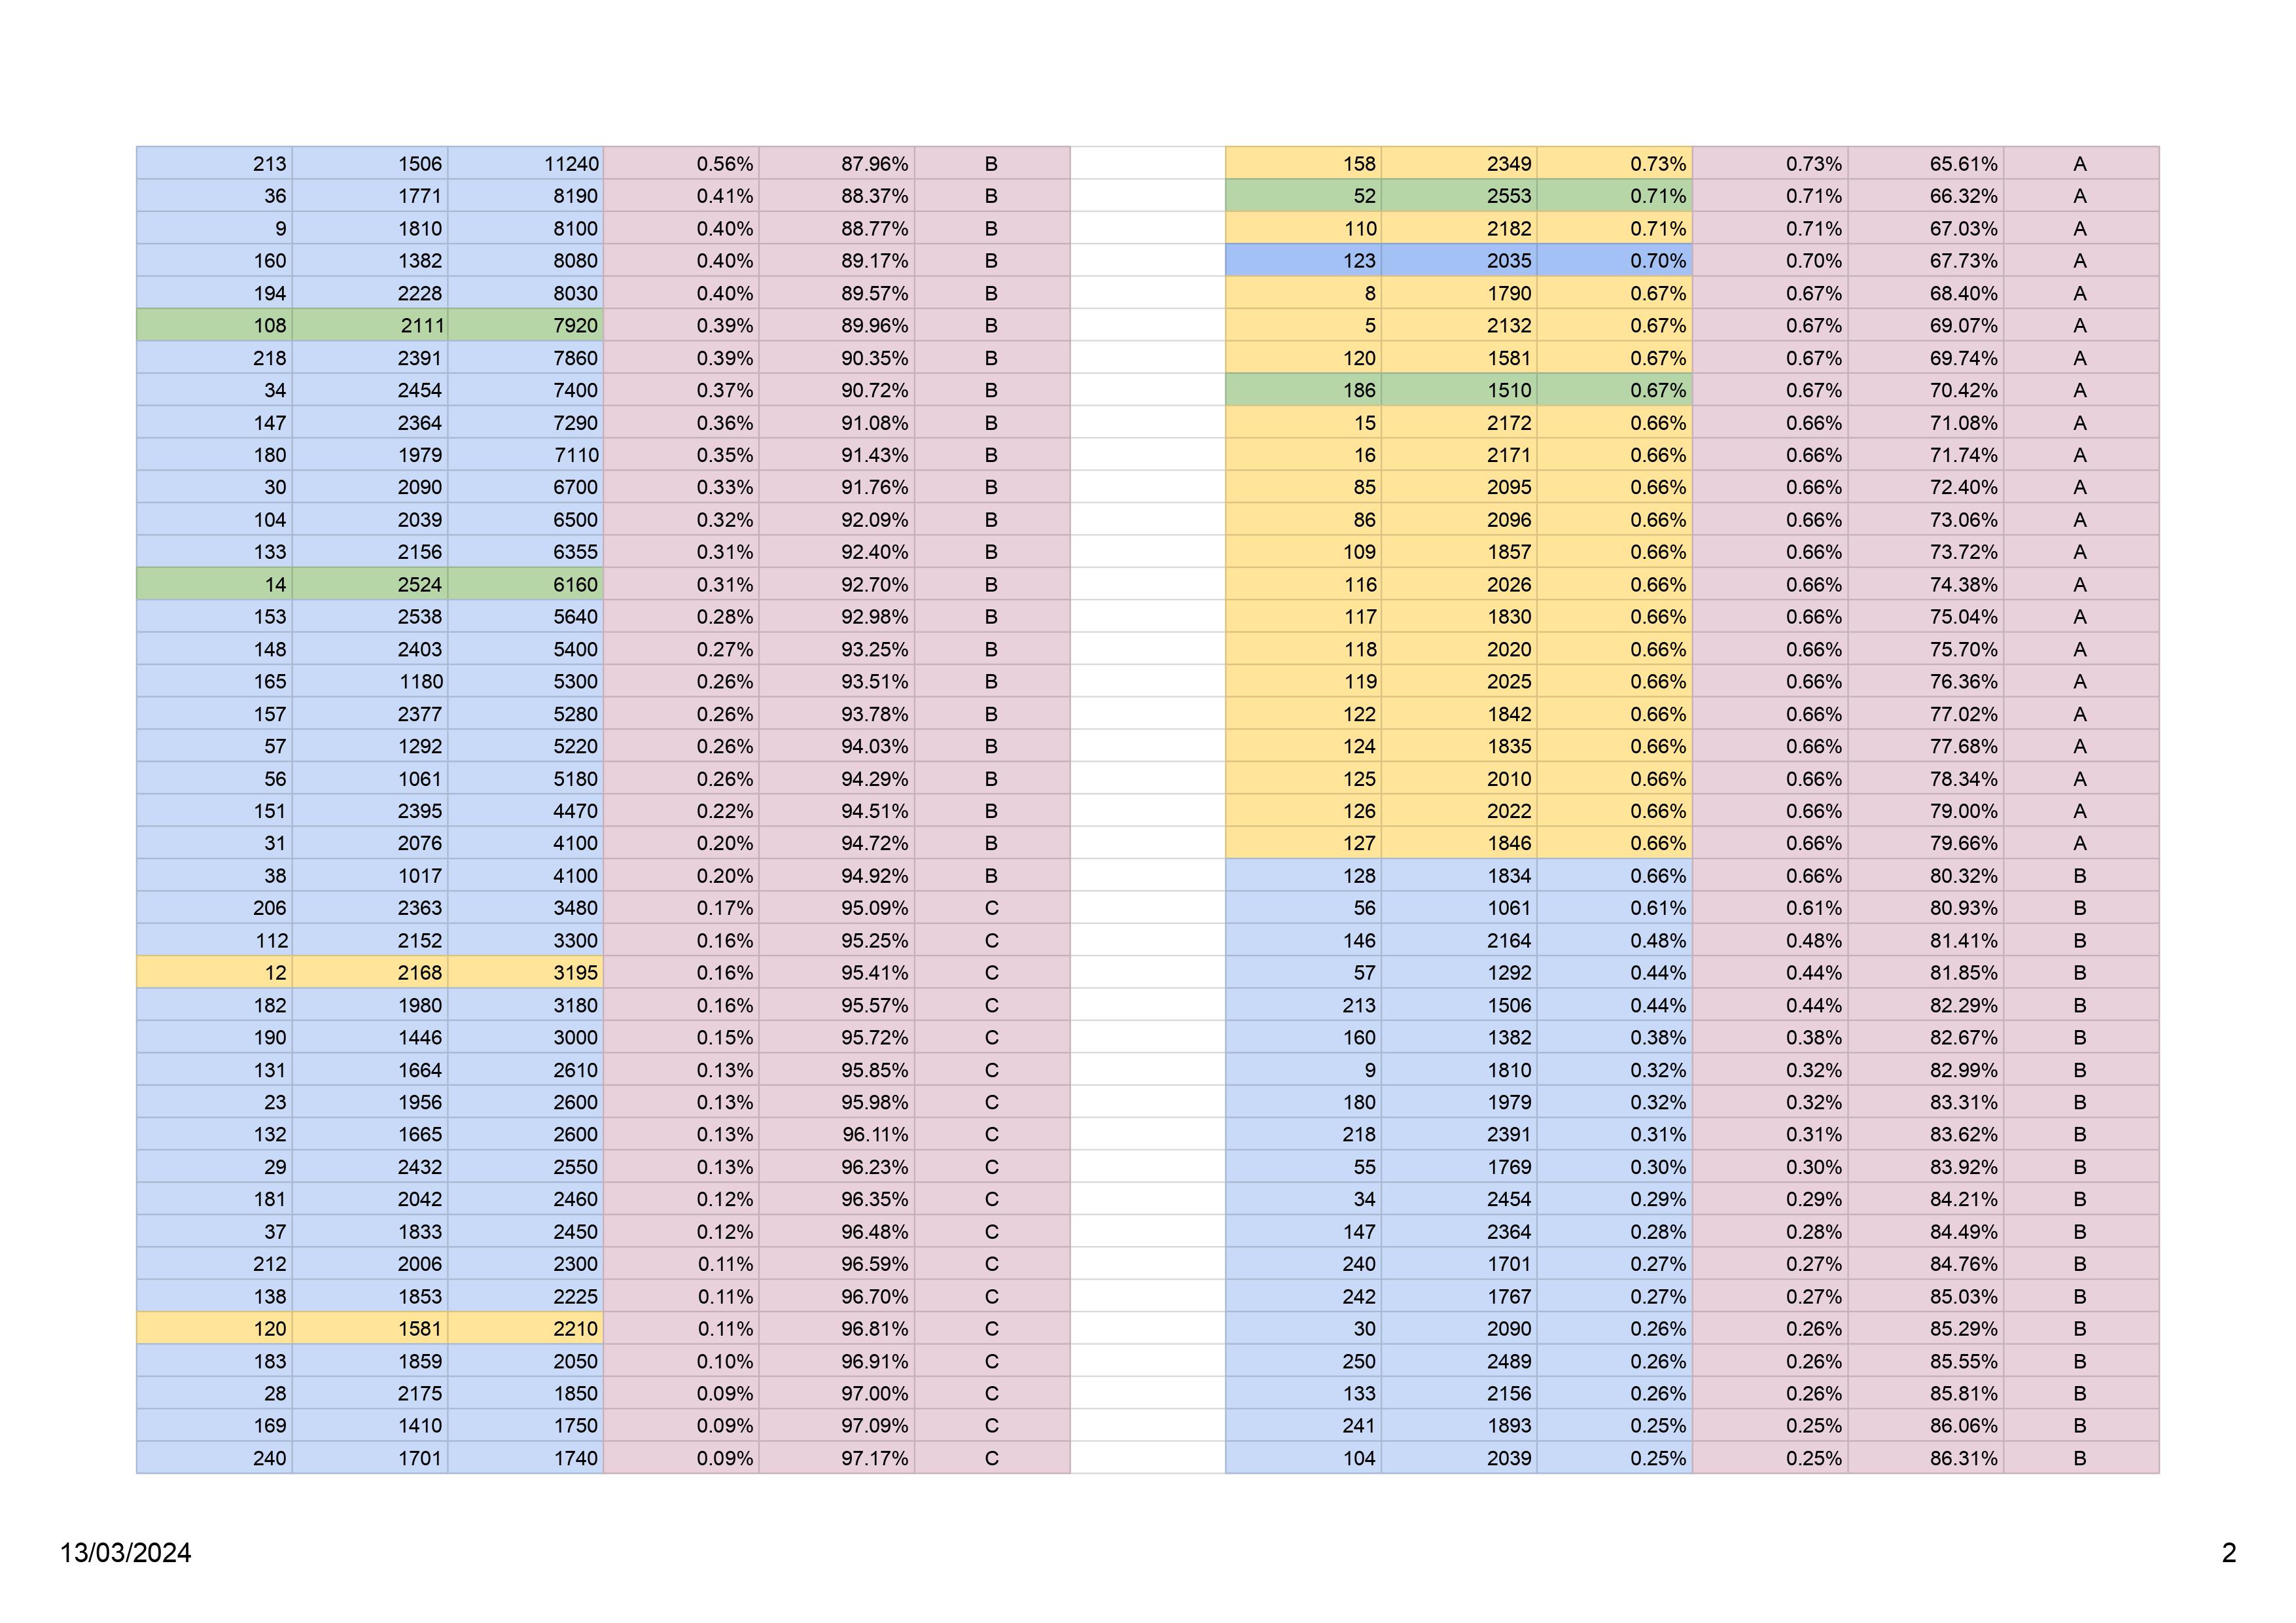 213 1506 11240 0.56% 87.96% B 158 2349 0.73% 0.73% 65.61% A
36 1771 8190 0.41% 88.37% B 52 2553 0.71% 0.71% 66.32% A
9 1810 8100 0.40% 88.77% B 110 2182 0.71% 0.71% 67.03% A
160 1382 8080 0.40% 89.17% B 123 2035 0.70% 0.70% 67.73% A
194 2228 8030 0.40% 89.57% B 8 1790 0.67% 0.67% 68.40% A
108 2111 7920 0.39% 89.96% B 5 2132 0.67% 0.67% 69.07% A
218 2391 7860 0.39% 90.35% B 120 1581 0.67% 0.67% 69.74% A
34 2454 7400 0.37% 90.72% B 186 1510 0.67% 0.67% 70.42% A
147 2364 7290 0.36% 91.08% B 15 2172 0.66% 0.66% 71.08% A
180 1979 7110 0.35% 91.43% B 16 2171 0.66% 0.66% 71.74% A
30 2090 6700 0.33% 91.76% B 85 2095 0.66% 0.66% 72.40% A
104 2039 6500 0.32% 92.09% B 86 2096 0.66% 0.66% 73.06% A
133 2156 6355 0.31% 92.40% B 109 1857 0.66% 0.66% 73.72% A
14 2524 6160 0.31% 92.70% B 116 2026 0.66% 0.66% 74.38% A
153 2538 5640 0.28% 92.98% B 117 1830 0.66% 0.66% 75.04% A
148 2403 5400 0.27% 93.25% B 118 2020 0.66% 0.66% 75.70% A
165 1180 5300 0.26% 93.51% B 119 2025 0.66% 0.66% 76.36% A
157 2377 5280 0.26% 93.78% B 122 1842 0.66% 0.66% 77.02% A
57 1292 5220 0.26% 94.03% B 124 1835 0.66% 0.66% 77.68% A
56 1061 5180 0.26% 94.29% B 125 2010 0.66% 0.66% 78.34% A
151 2395 4470 0.22% 94.51% B 126 2022 0.66% 0.66% 79.00% A
31 2076 4100 0.20% 94.72% B 127 1846 0.66% 0.66% 79.66% A
38 1017 4100 0.20% 94.92% B 128 1834 0.66% 0.66% 80.32% B
206 2363 3480 0.17% 95.09% C 56 1061 0.61% 0.61% 80.93% B
112 2152 3300 0.16% 95.25% C 146 2164 0.48% 0.48% 81.41% B
12 2168 3195 0.16% 95.41% C 57 1292 0.44% 0.44% 81.85% B
182 1980 3180 0.16% 95.57% C 213 1506 0.44% 0.44% 82.29% B
190 1446 3000 0.15% 95.72% C 160 1382 0.38% 0.38% 82.67% B
131 1664 2610 0.13% 95.85% C 9 1810 0.32% 0.32% 82.99% B
23 1956 2600 0.13% 95.98% C 180 1979 0.32% 0.32% 83.31% B
132 1665 2600 0.13% 96.11% C 218 2391 0.31% 0.31% 83.62% B
29 2432 2550 0.13% 96.23% C 55 1769 0.30% 0.30% 83.92% B
181 2042 2460 0.12% 96.35% C 34 2454 0.29% 0.29% 84.21% B
37 1833 2450 0.12% 96.48% C 147 2364 0.28% 0.28% 84.49% B
212 2006 2300 0.11% 96.59% C 240 1701 0.27% 0.27% 84.76% B
138 1853 2225 0.11% 96.70% C 242 1767 0.27% 0.27% 85.03% B
120 1581 2210 0.11% 96.81% C 30 2090 0.26% 0.26% 85.29% B
183 1859 2050 0.10% 96.91% C 250 2489 0.26% 0.26% 85.55% B
28 2175 1850 0.09% 97.00% C 133 2156 0.26% 0.26% 85.81% B
169 1410 1750 0.09% 97.09% C 241 1893 0.25% 0.25% 86.06% B
240 1701 1740 0.09% 97.17% C 104 2039 0.25% 0.25% 86.31% B
13/03/2024 2